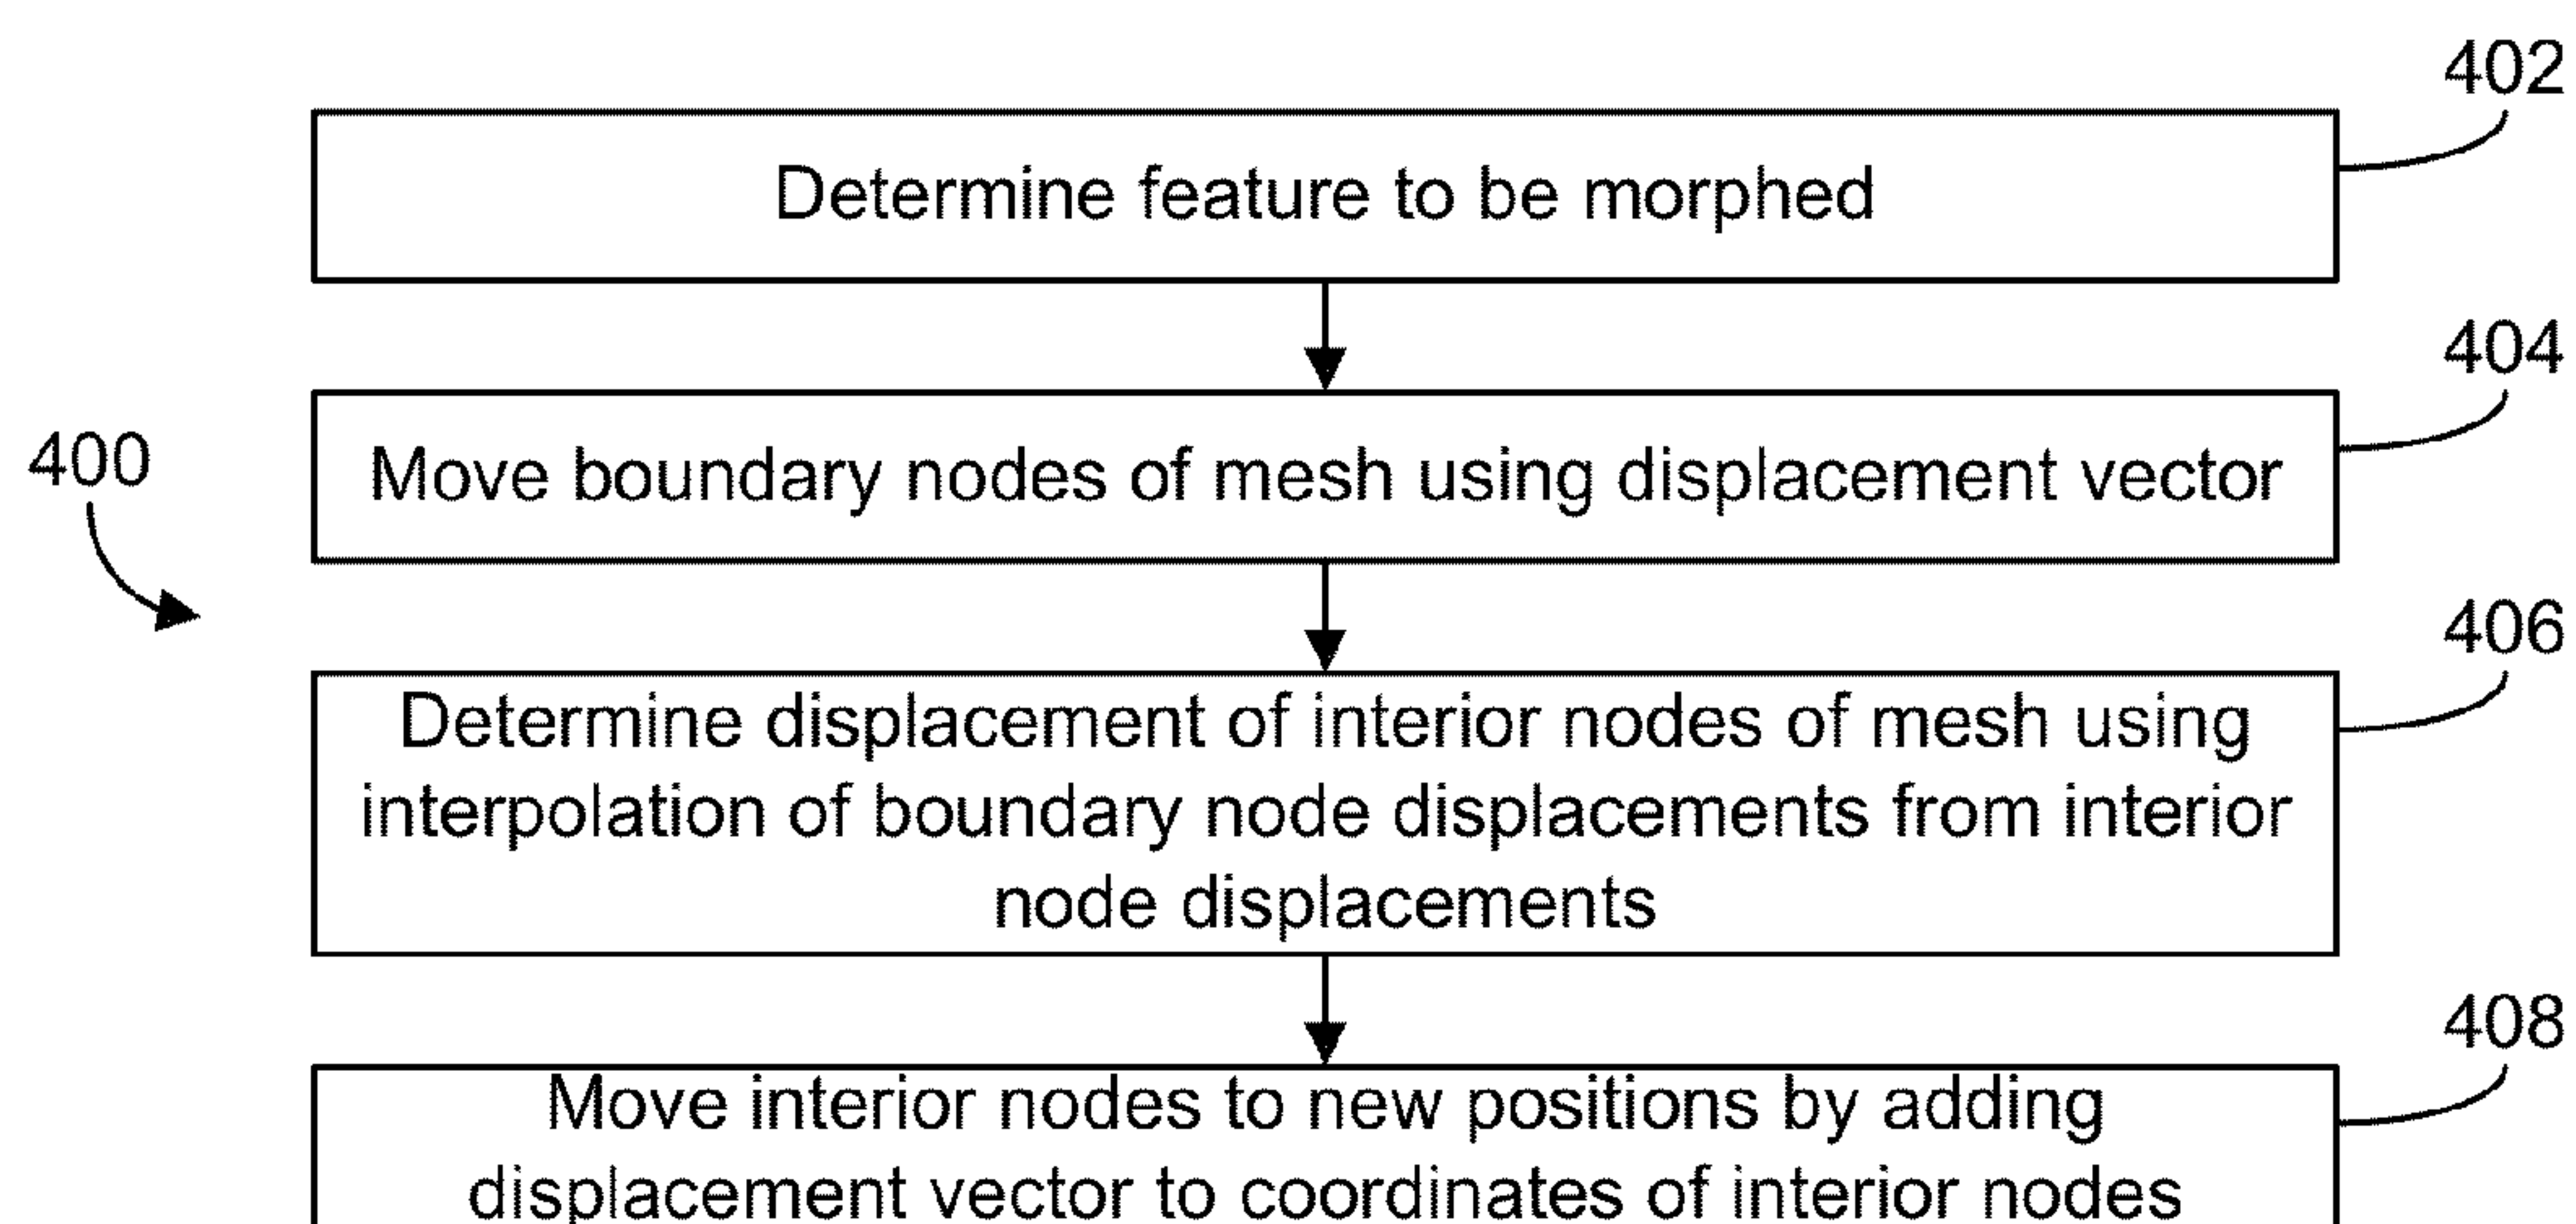 402
Determine feature to be morphed
404
400
Move boundary nodes of mesh using displacement vector
406
Determine displacement of interior nodes of mesh using
interpolation of boundary node displacements from interior
node displacements
408
Move interior nodes to new positions by adding
displacement vector to coordinates of interior nodes